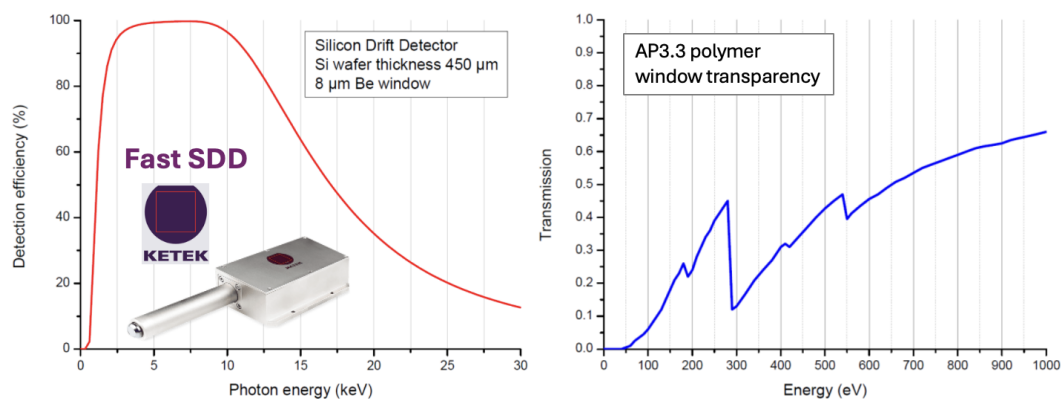 100
80
60
40
20
0
Detection efficiency (%)
Silicon Drift Detector
Si wafer thickness 450 µm
8 µm Be window
Fast SDD
KETEK
KETEK
0
5
10
15
20
25
30
Photon energy (keV)
1.0
0.9
0.8
0.7
0.6
0.5
0.4
0.3
0.2
0.1
0.0
Transmission
AP3.3 polymer
window transparency
0
100
200
300
400
500
600
700
800
900
1000
Energy (eV)